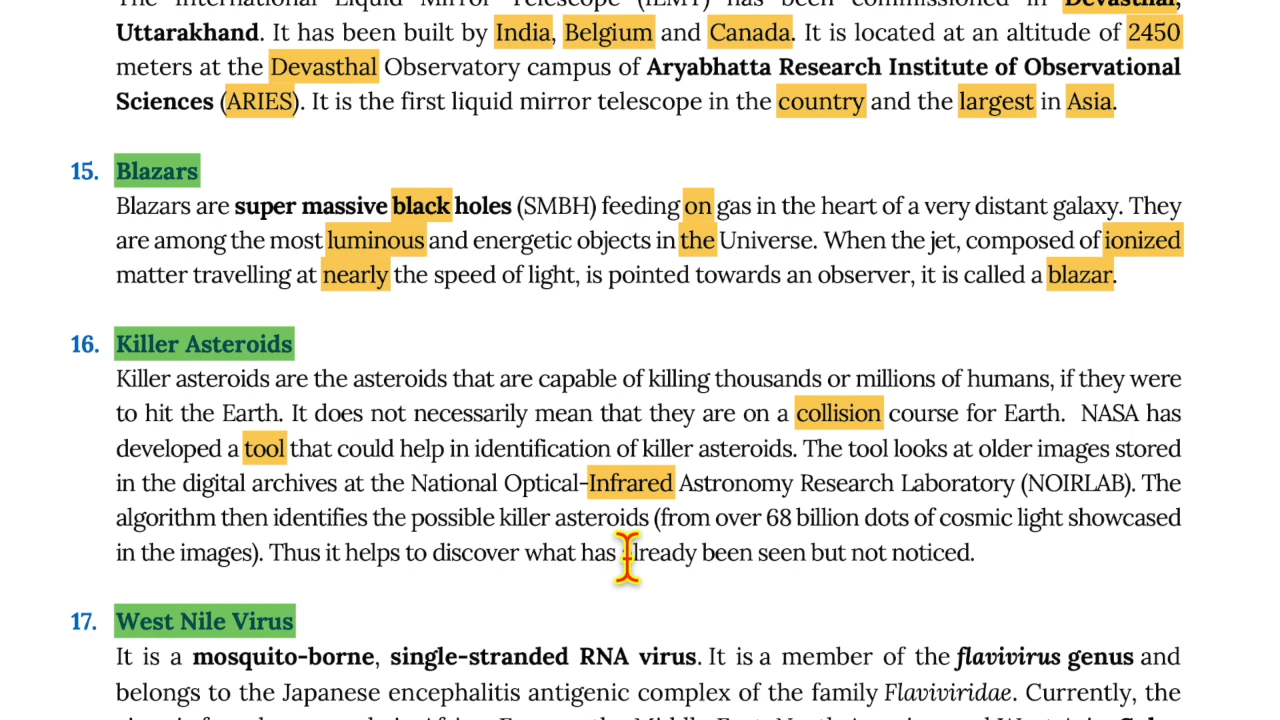 The International Liquid Mirror Telescope (ILMT) has been commissioned in Devasthal,
Uttarakhand. It has been built by India, Belgium and Canada. It is located at an altitude of 2450
meters at the Devasthal Observatory campus of Aryabhatta Research Institute of Observational
Sciences (ARIES). It is the first liquid mirror telescope in the country and the largest in Asia.
15. Blazars
Blazars are super massive black holes (SMBH) feeding on gas in the heart of a very distant galaxy. They
are among the most luminous and energetic objects in the Universe. When the jet, composed of ionized
matter travelling at nearly the speed of light, is pointed towards an observer, it is called a blazar.
16. Killer Asteroids
Killer asteroids are the asteroids that are capable of killing thousands or millions of humans, if they were
to hit the Earth. It does not necessarily mean that they are on a collision course for Earth. NASA has
developed a tool that could help in identification of killer asteroids. The tool looks at older images stored
in the digital archives at the National Optical-Infrared Astronomy Research Laboratory (NOIRLAB). The
algorithm then identifies the possible killer asteroids (from over 68 billion dots of cosmic light showcased
in the images). Thus it helps to discover what has already been seen but not noticed.
17. West Nile Virus
It is a mosquito-borne, single-stranded RNA virus. It is a member of the flavivirus genus and
belongs to the Japanese encephalitis antigenic complex of the family Flaviviridae. Currently, the